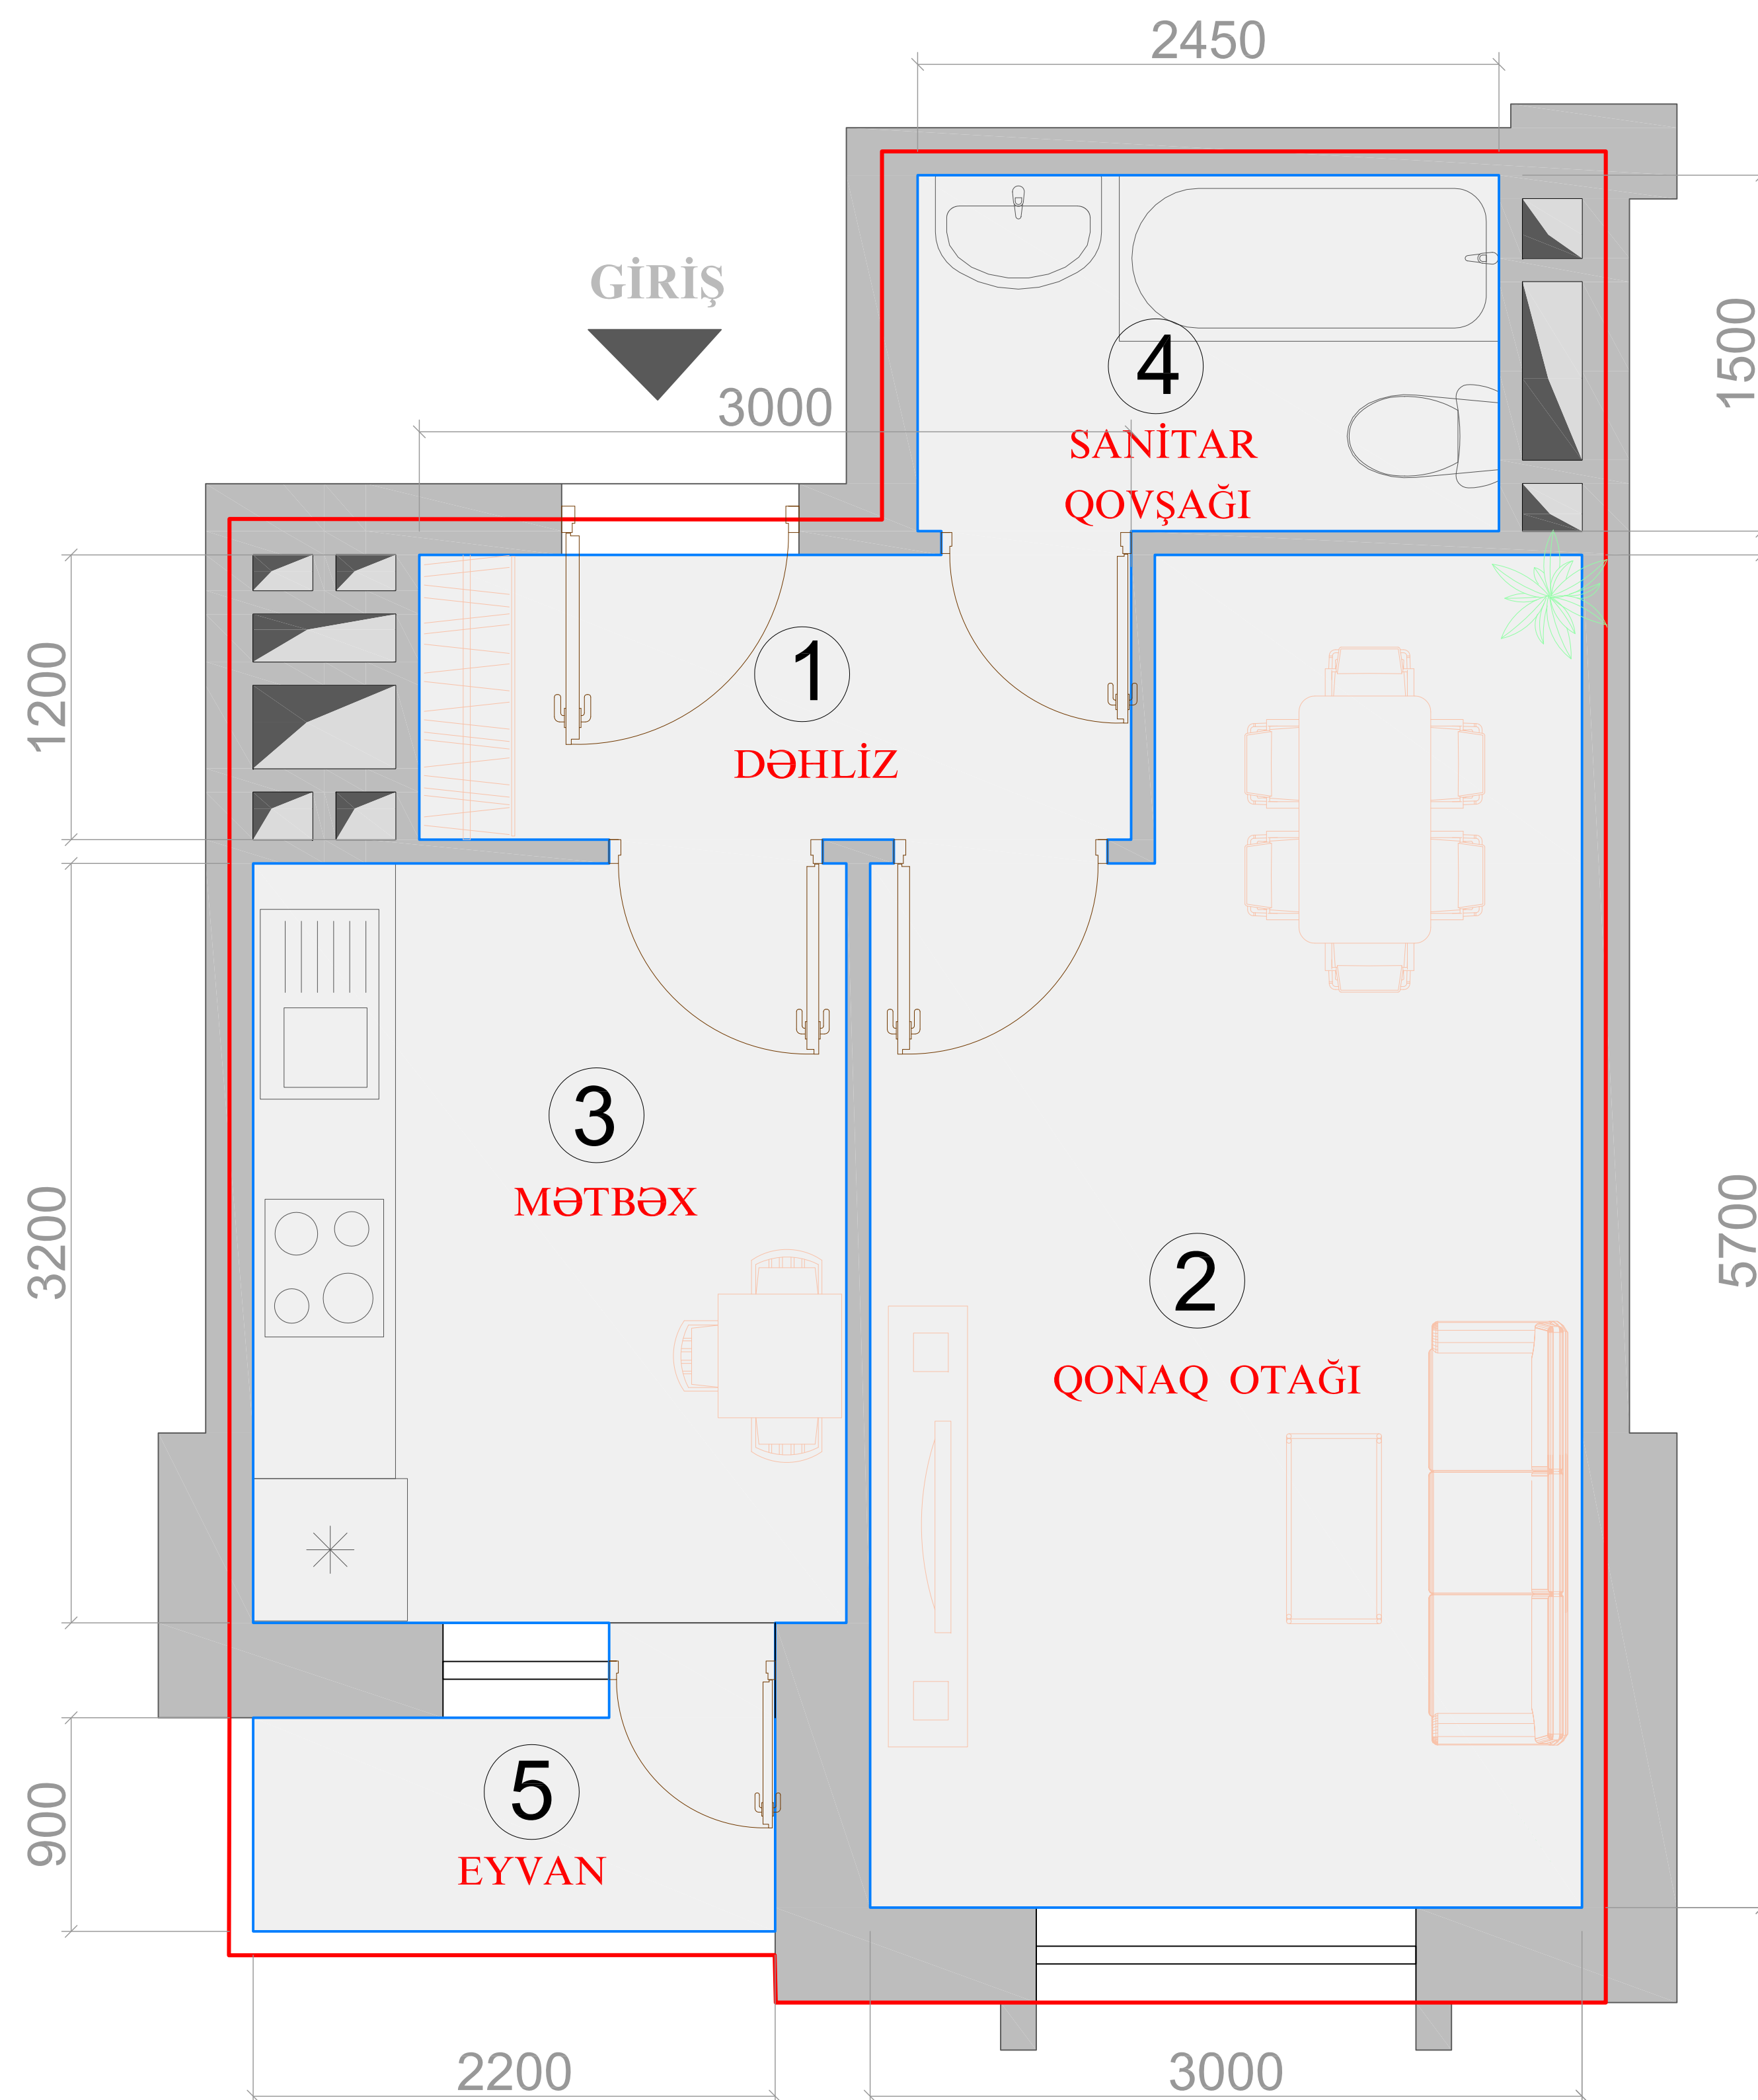 2450
GİRİŞ
3000
1500
4
SANİTAR
QOVŞAĞI
1
DƏHLİZ
1200
3
MƏTBƏX
3200
2
QONAQ OTAĞI
5700
5
EYVAN
900
2200
3000